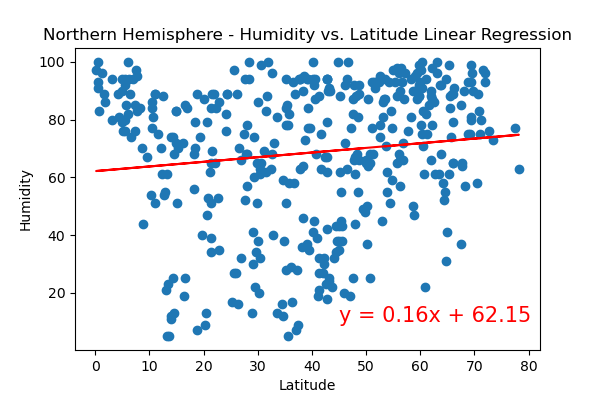 Northern Hemisphere - Humidity vs. Latitude Linear Regression
100
80
60
40
20
Humidity
y = 0.16x + 62.15
0 10 20 30 40 50 60 70 80
Latitude